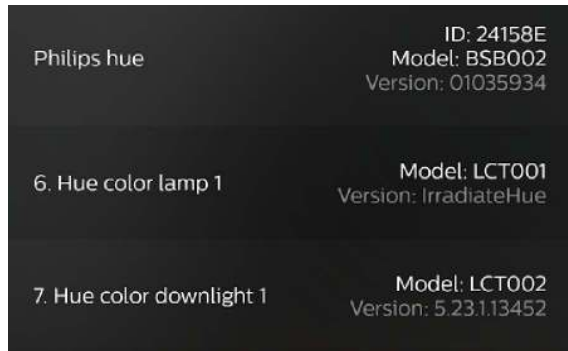 Philips hue
ID: 24158E
Model: BSB002
Version: 01035934
6. Hue color lamp 1
Model: LCT001
Version: IrradiateHue
7. Hue color downlight 1
Model: LCT002
Version: 5.23.1.13452